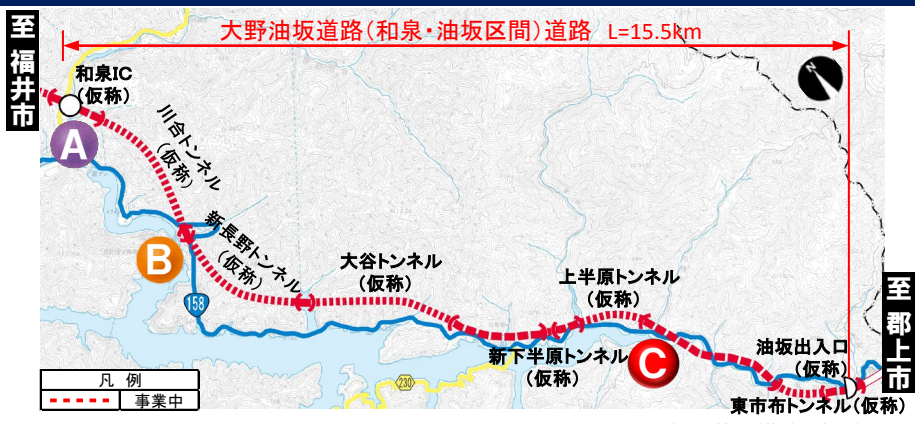 大野油坂道路(和泉・油坂区間)道路 L=15.5km
至 福井市
和泉IC
(仮称)
A
川合トンネル
(仮称)
B
新長野トンネル
(仮称)
158
大谷トンネル
(仮称)
上半原トンネル
(仮称)
新下半原トンネル
(仮称)
C
230
油坂出入口
(仮称)
至 郡上市
東市布トンネル(仮称)
凡 例
事業中